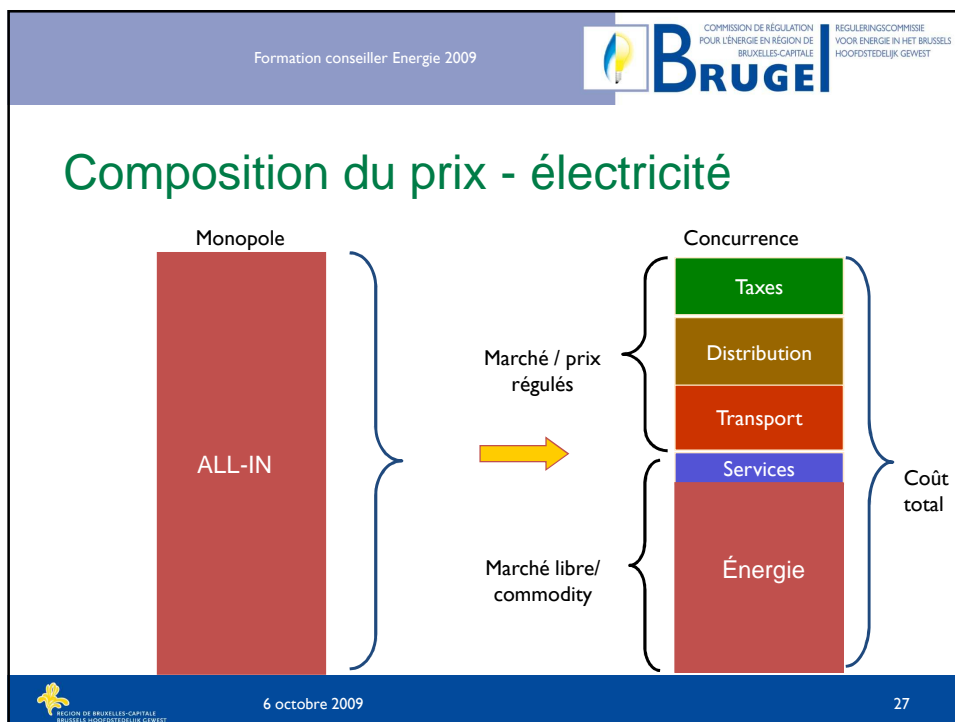 Formation conseiller Energie 2009
COMMISSION DE RÉGULATION
POUR L'ÉNERGIE EN RÉGION DE
BRUXELLES-CAPITALE
REGULERINGSCOMMISSIE
VOOR ENERGIE IN HET BRUSSELS
HOOFDSTEDELIJK GEWEST
BRUGEL
Composition du prix - électricité
Monopole
ALL-IN
Concurrence
Taxes
Distribution
Transport
Services
Énergie
Marché / prix
régulés
Marché libre/
commodity
Coût
total
REGION DE BRUXELLES-CAPITALE
BRUSSELS HOOFDSTEDELIJK GEWEST
6 octobre 2009
27